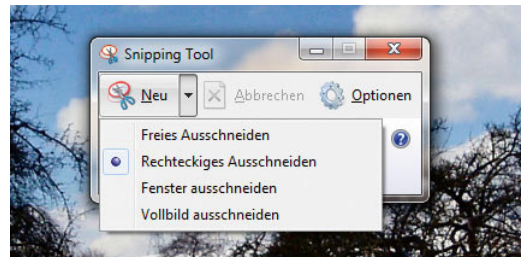 Snipping Tool
Neu Abbrechen Optionen
Freies Ausschneiden
Rechteckiges Ausschneiden
Fenster ausschneiden
Vollbild ausschneiden